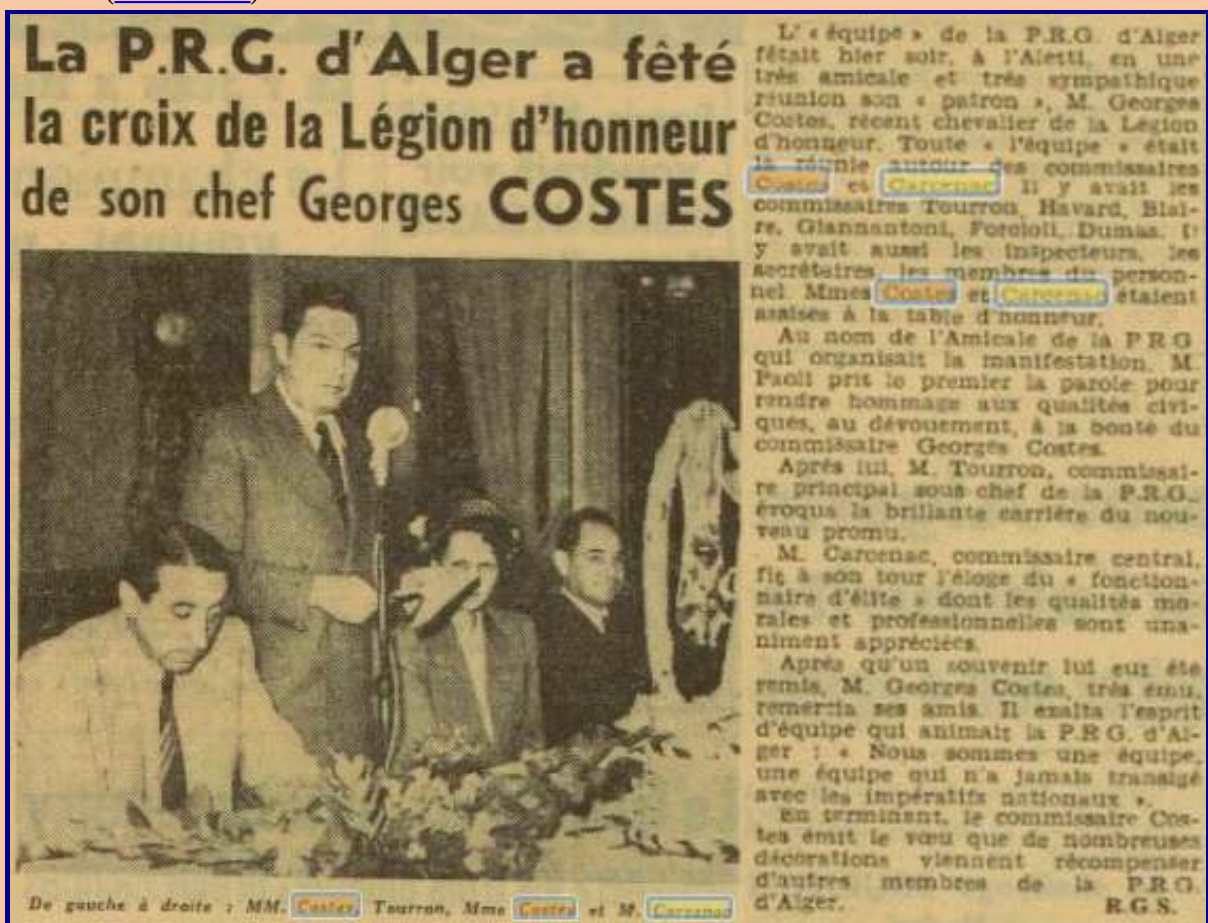 La P.R.G. d'Alger a fêté
la croix de la Légion d'honneur
de son chef Georges COSTES
De gauche à droite : MM. Costes, Tourron, Mme Costes et M. Carcenac
L' « équipe » de la P.R.G. d'Alger
fêtait hier soir, à l'Aletti, en une
très amicale et très sympathique
réunion son « patron », M. Georges
Costes, récent chevalier de la Légion
d'honneur. Toute « l'équipe » était
là réunie autour des commissaires
Costes et Carcenac. Il y avait les
commissaires Tourron, Havard, Blai-
re, Giannantoni, Forcioli, Dumas. Il
y avait aussi les inspecteurs, les
secrétaires, les membres du person-
nel. Mmes Costes et Carcenac étaient
assises à la table d'honneur.
Au nom de l'Amicale de la P.R.G
qui organisait la manifestation, M.
Paoli prit le premier la parole pour
rendre hommage aux qualités civi-
ques, au dévouement, à la bonté du
commissaire Georges Costes.
Après lui, M. Tourron, commissai-
re principal sous-chef de la P.R.G.,
évoqua la brillante carrière du nou-
veau promu.
M. Carcenac, commissaire central,
fit à son tour l'éloge du « fonction-
naire d'élite » dont les qualités mo-
rales et professionnelles sont una-
niment appréciées.
Après qu'un souvenir lui eut été
remis, M. Georges Costes, très ému,
remercia ses amis. Il exalta l'esprit
d'équipe qui animait la P.R.G. d'Al-
ger : « Nous sommes une équipe,
une équipe qui n'a jamais transigé
avec les impératifs nationaux ».
En terminant, le commissaire Cos-
tes émit le vœu que de nombreuses
décorations viennent récompenser
d'autres membres de la P.R.G.
d'Alger. R.G.S.